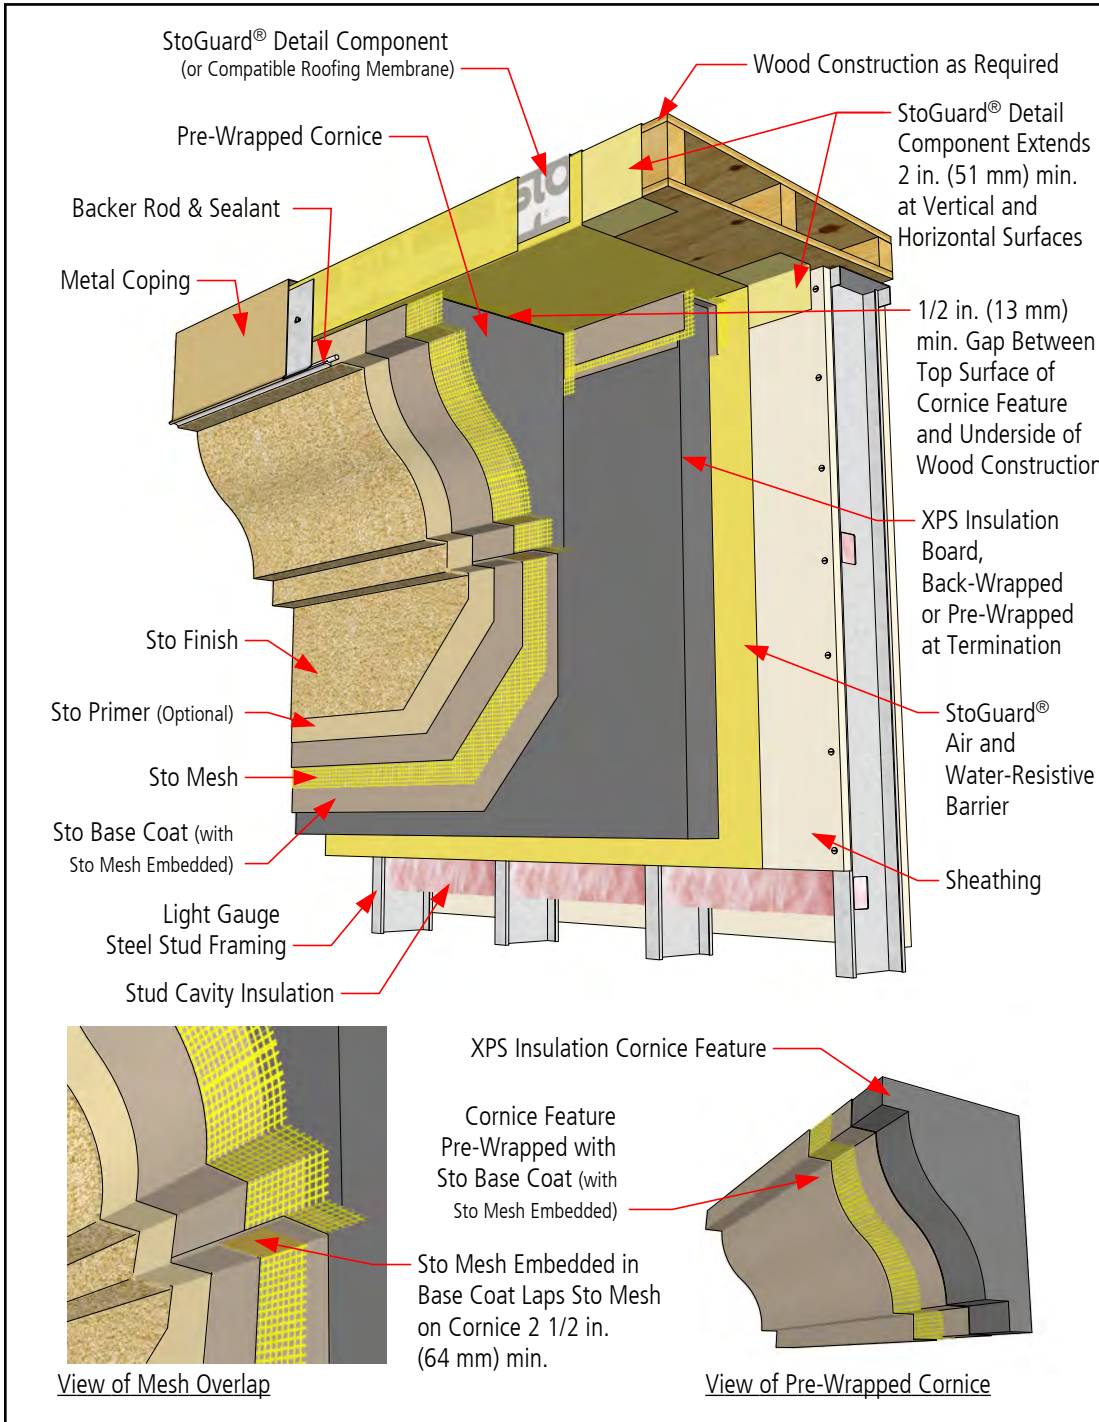 StoGuard® Detail Component
(or Compatible Roofing Membrane)
Wood Construction as Required
Pre-Wrapped Cornice
StoGuard® Detail
Component Extends
2 in. (51 mm) min.
at Vertical and
Horizontal Surfaces
Backer Rod & Sealant
Metal Coping
sto
1/2 in. (13 mm)
min. Gap Between
Top Surface of
Cornice Feature
and Underside of
Wood Construction
XPS Insulation
Board,
Back-Wrapped
or Pre-Wrapped
at Termination
Sto Finish
Sto Primer (Optional)
Sto Mesh
Sto Base Coat (with
Sto Mesh Embedded)
StoGuard®
Air and
Water-Resistive
Barrier
Sheathing
Light Gauge
Steel Stud Framing
Stud Cavity Insulation
XPS Insulation Cornice Feature
Cornice Feature
Pre-Wrapped with
Sto Base Coat (with
Sto Mesh Embedded)
Sto Mesh Embedded in
Base Coat Laps Sto Mesh
on Cornice 2 1/2 in.
(64 mm) min.
View of Mesh Overlap
View of Pre-Wrapped Cornice